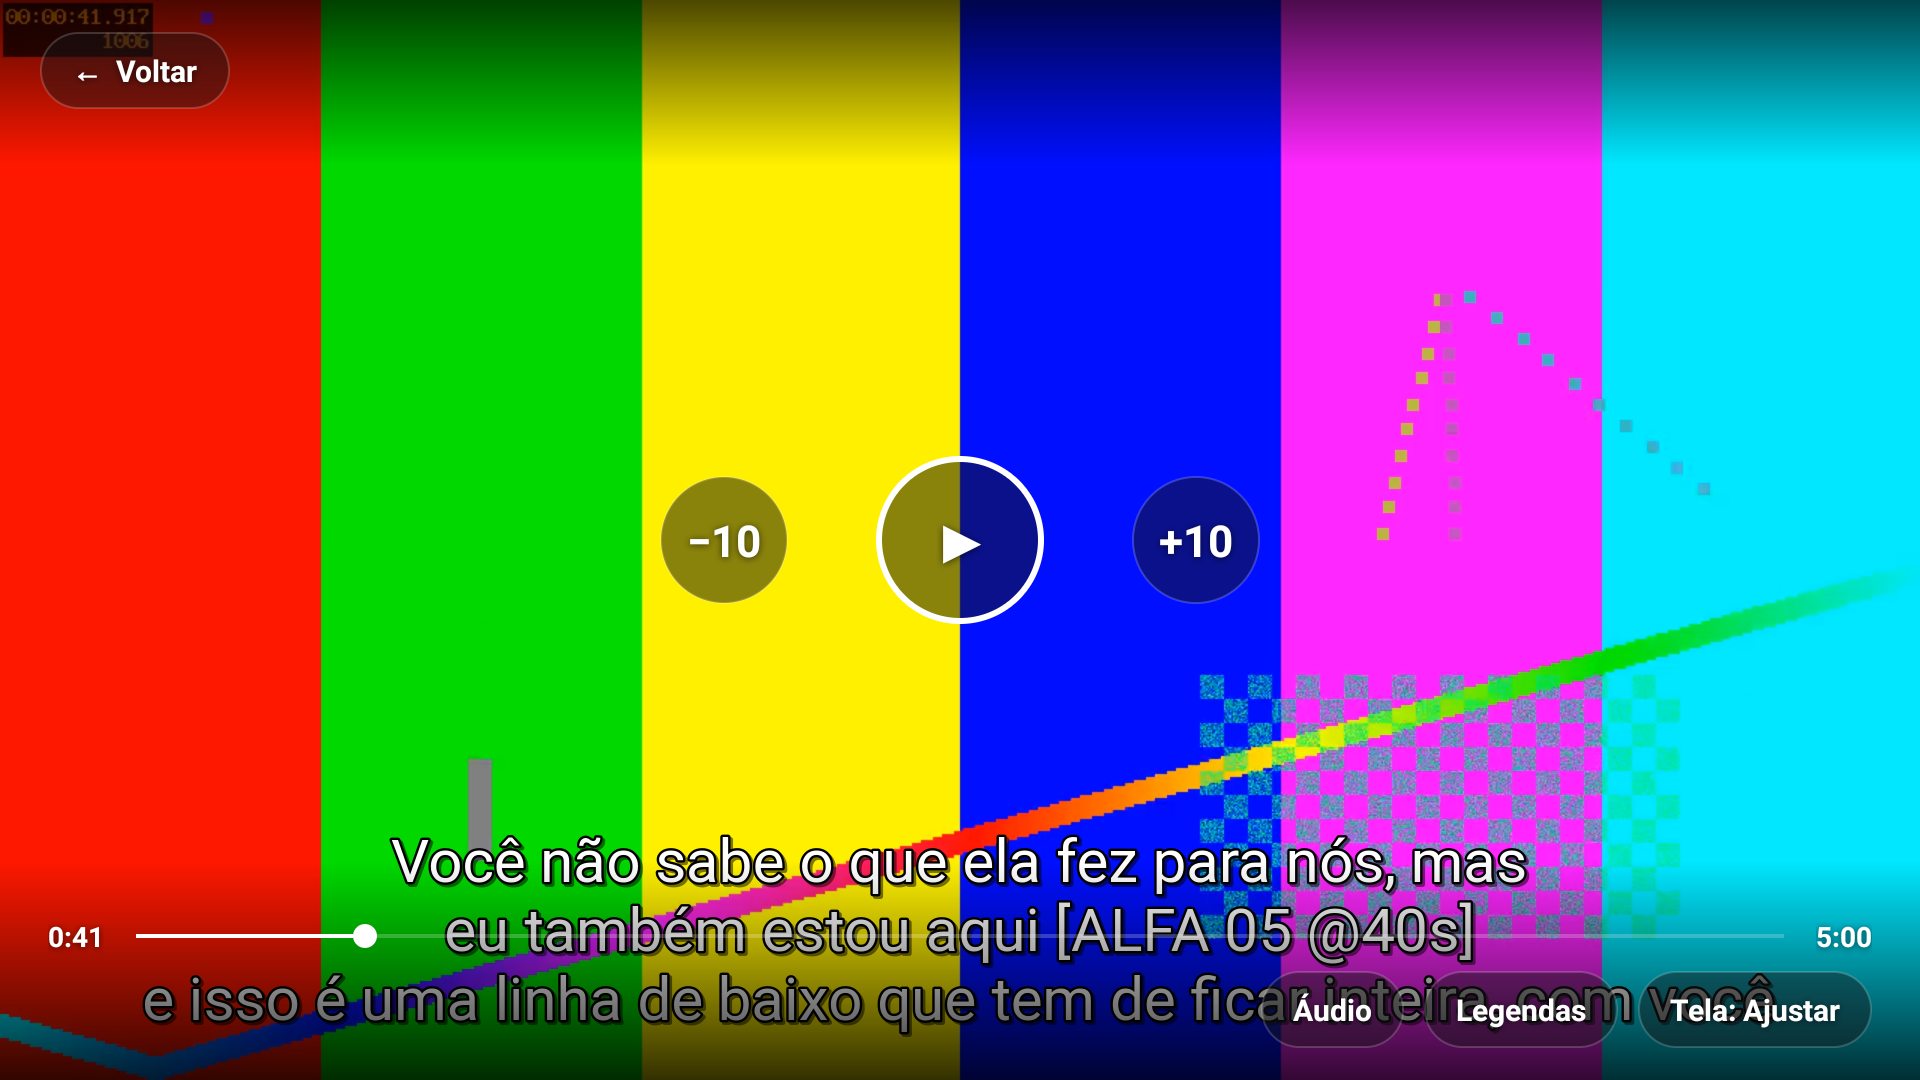 00:00:41.917
1006
← Voltar
−10
+10
Você não sabe o que ela fez para nós, mas
eu também estou aqui [ALFA 05 @40s]
0:41
5:00
e isso é uma linha de baixo que tem de ficar inteira, com você
Áudio
Legendas
Tela: Ajustar